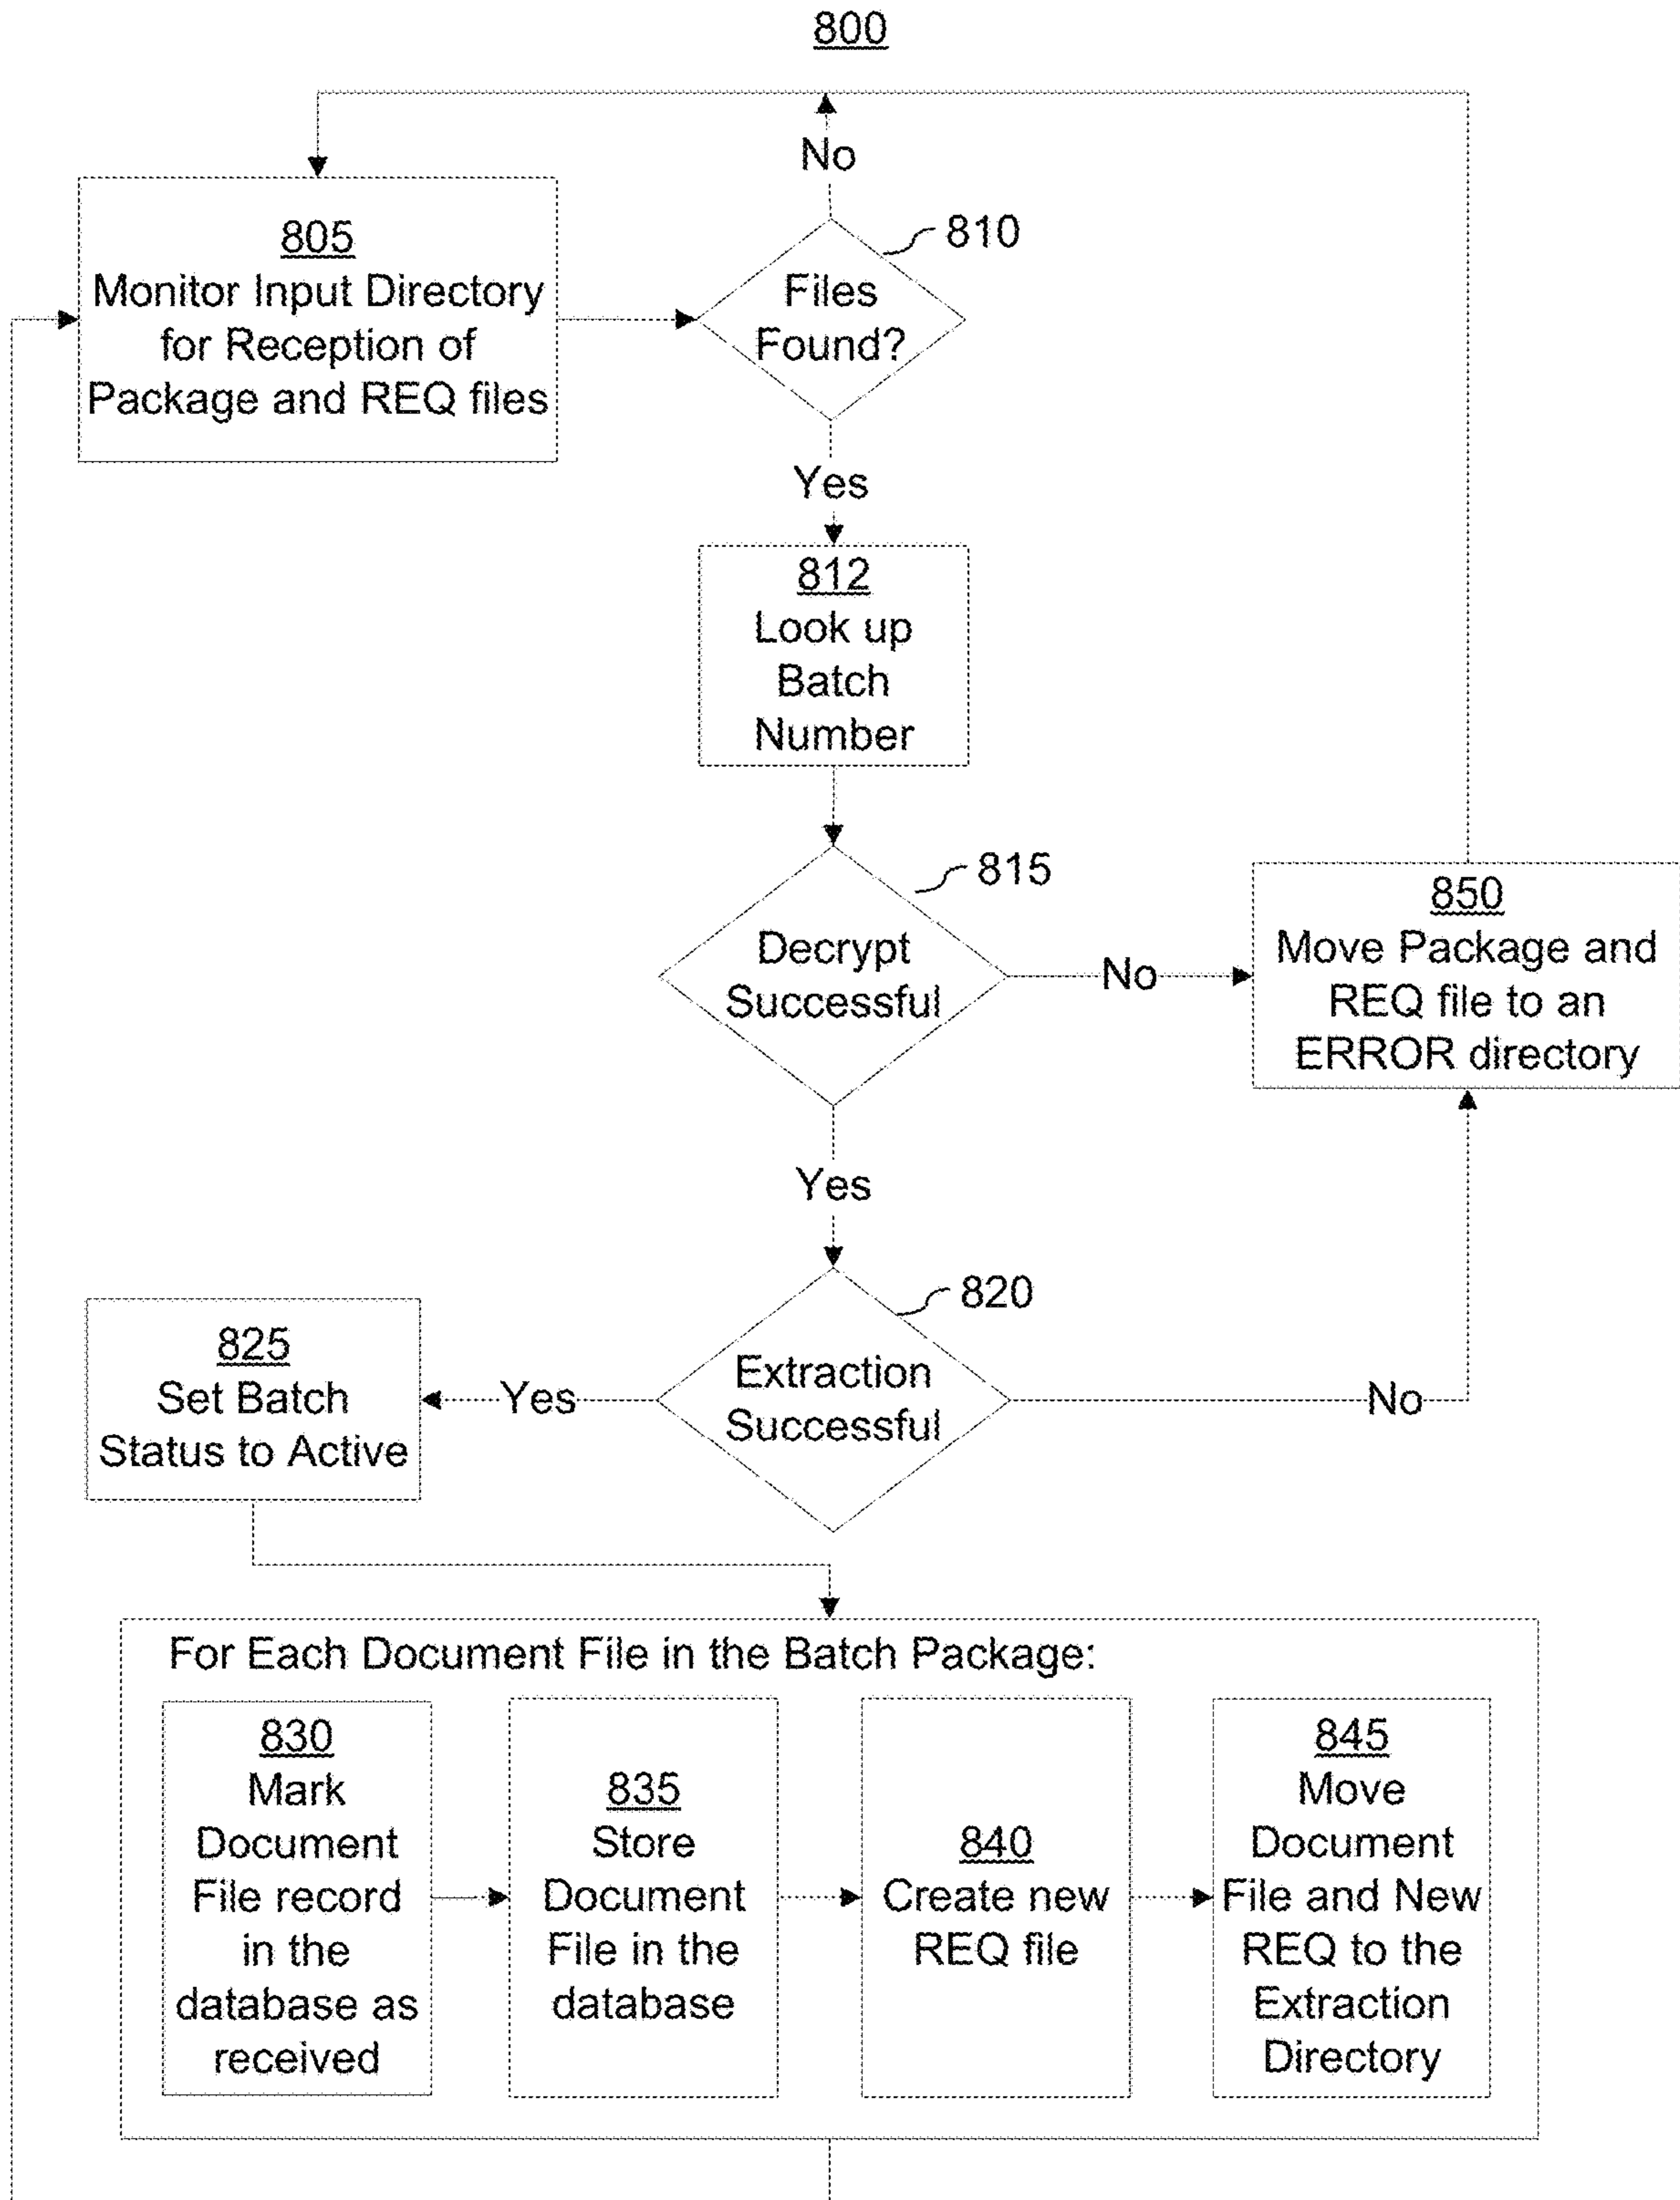 800
No
805
Monitor Input Directory
for Reception of
Package and REQ files
810
Files
Found?
Yes
812
Look up
Batch
Number
815
Decrypt
Successful
No
850
Move Package and
REQ file to an
ERROR directory
Yes
820
Extraction
Successful
Yes
No
825
Set Batch
Status to Active
For Each Document File in the Batch Package:
830
Mark
Document
File record
in the
database as
received
835
Store
Document
File in the
database
840
Create new
REQ file
845
Move
Document
File and New
REQ to the
Extraction
Directory